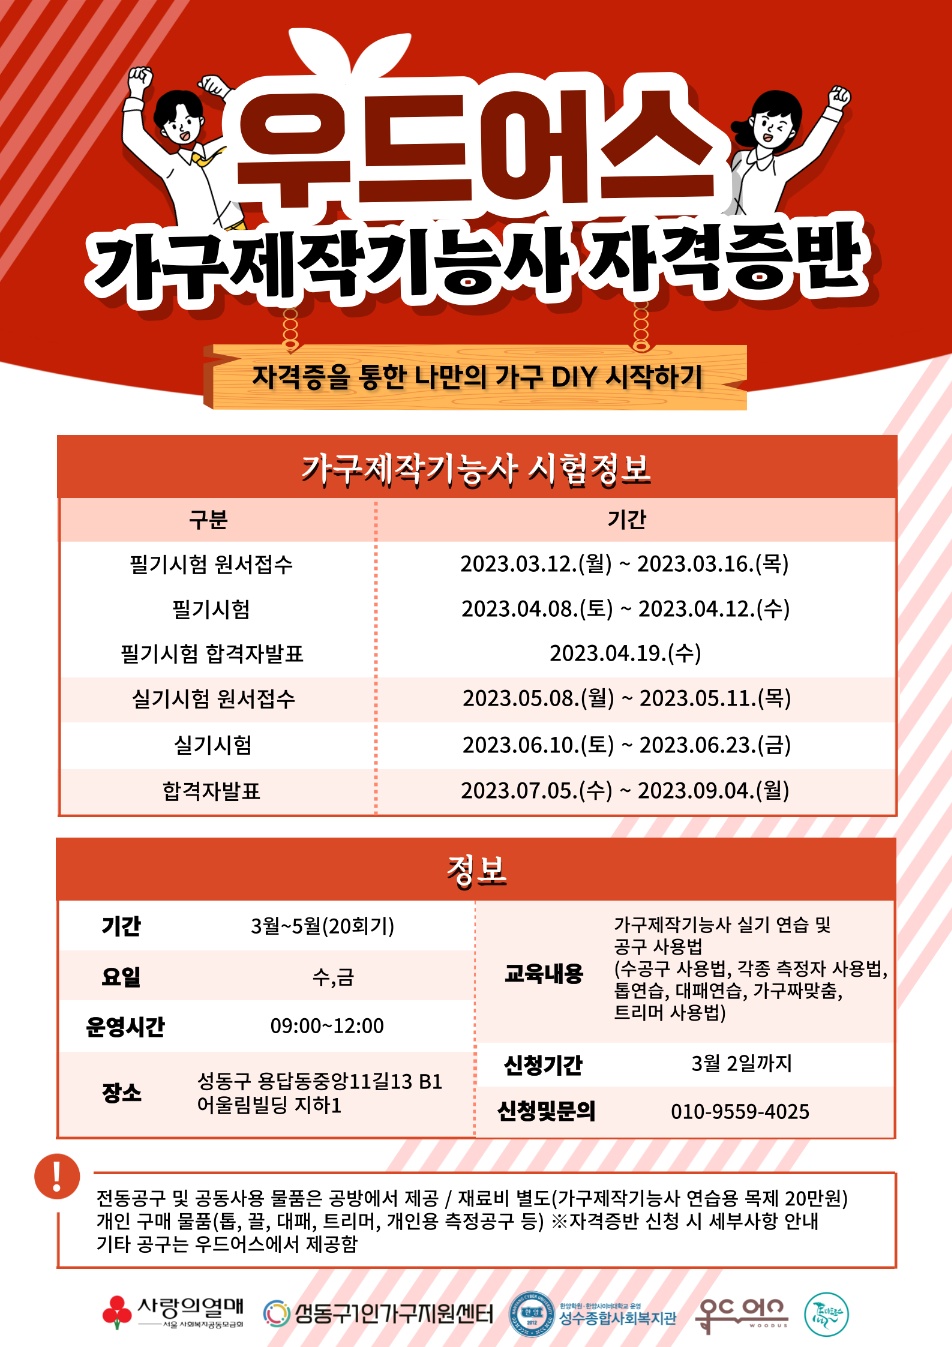 우드어스
가구제작기능사 자격증반
자격증을 통한 나만의 가구 DIY 시작하기
가구제작기능사 시험정보
구분 기간
필기시험 원서접수 2023.03.12.(월) ~ 2023.03.16.(목)
필기시험 2023.04.08.(토) ~ 2023.04.12.(수)
필기시험 합격자발표 2023.04.19.(수)
실기시험 원서접수 2023.05.08.(월) ~ 2023.05.11.(목)
실기시험 2023.06.10.(토) ~ 2023.06.23.(금)
합격자발표 2023.07.05.(수) ~ 2023.09.04.(월)
정보
기간 3월~5월(20회기)
요일 수,금
운영시간 09:00~12:00
장소 성동구 용답동중앙11길13 B1
어울림빌딩 지하1
교육내용 가구제작기능사 실기 연습 및
공구 사용법
(수공구 사용법, 각종 측정자 사용법,
톱연습, 대패연습, 가구짜맞춤,
트리머 사용법)
신청기간 3월 2일까지
신청및문의 010-9559-4025
!
전동공구 및 공동사용 물품은 공방에서 제공 / 재료비 별도(가구제작기능사 연습용 목제 20만원)
개인 구매 물품(톱, 끌, 대패, 트리머, 개인용 측정공구 등) ※자격증반 신청 시 세부사항 안내
기타 공구는 우드어스에서 제공함
사랑의열매
서울 사회복지공동모금회
성동구1인가구지원센터
한양학원·한양사이버대학교 운영
성수종합사회복지관
우드어스
WOODUS